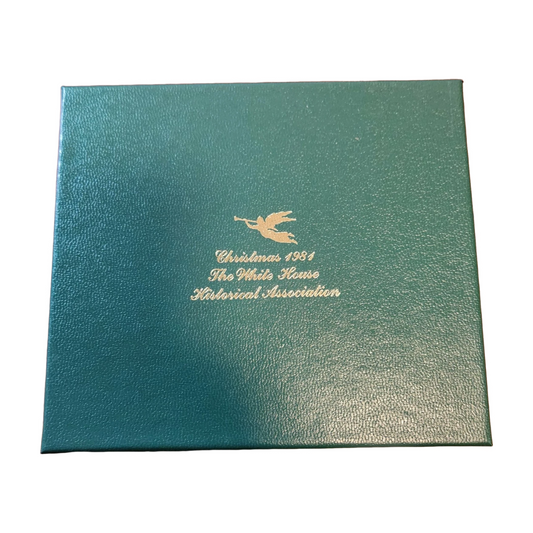 Christmas 1981
The White House
Historical Association